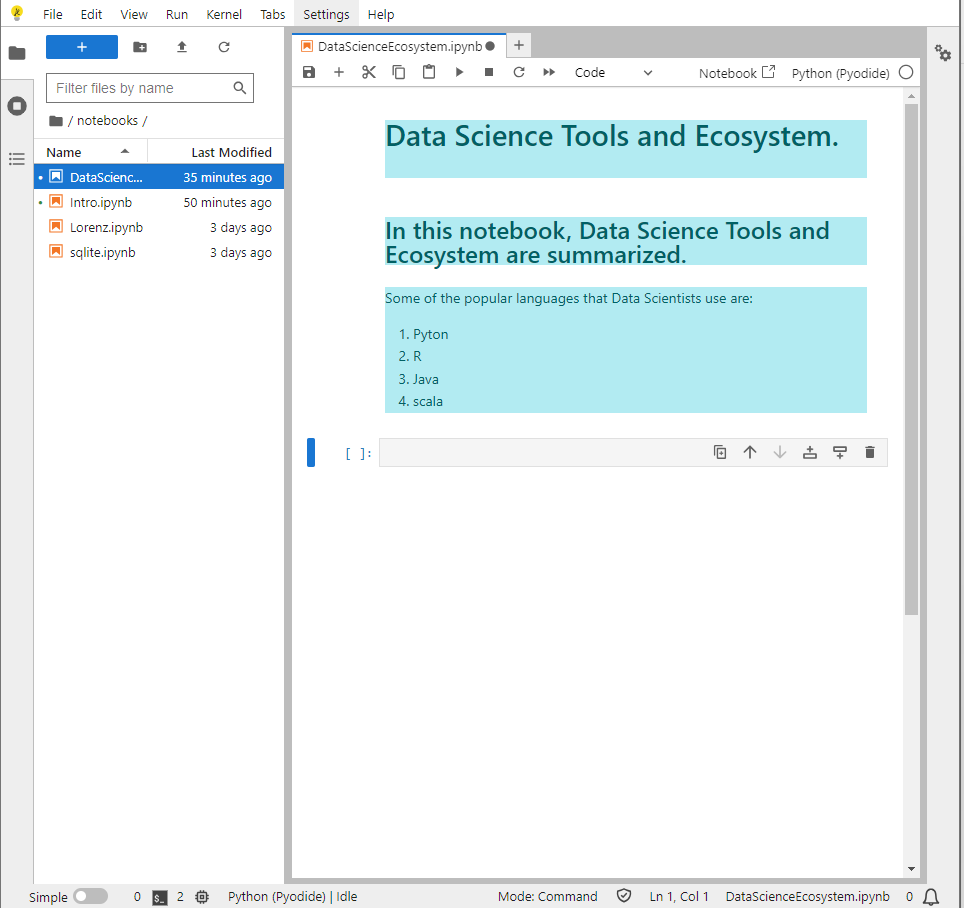 File Edit View Run Kernel Tabs Settings Help
+
Filter files by name
/ notebooks /
Name Last Modified
DataScienc... 35 minutes ago
Intro.ipynb 50 minutes ago
Lorenz.ipynb 3 days ago
sqlite.ipynb 3 days ago
DataScienceEcosystem.ipynb
Code Notebook Python (Pyodide)
Data Science Tools and Ecosystem.
In this notebook, Data Science Tools and
Ecosystem are summarized.
Some of the popular languages that Data Scientists use are:
1. Pyton
2. R
3. Java
4. scala
[ ]:
Simple 0 $_ 2 Python (Pyodide) | Idle Mode: Command Ln 1, Col 1 DataScienceEcosystem.ipynb 0